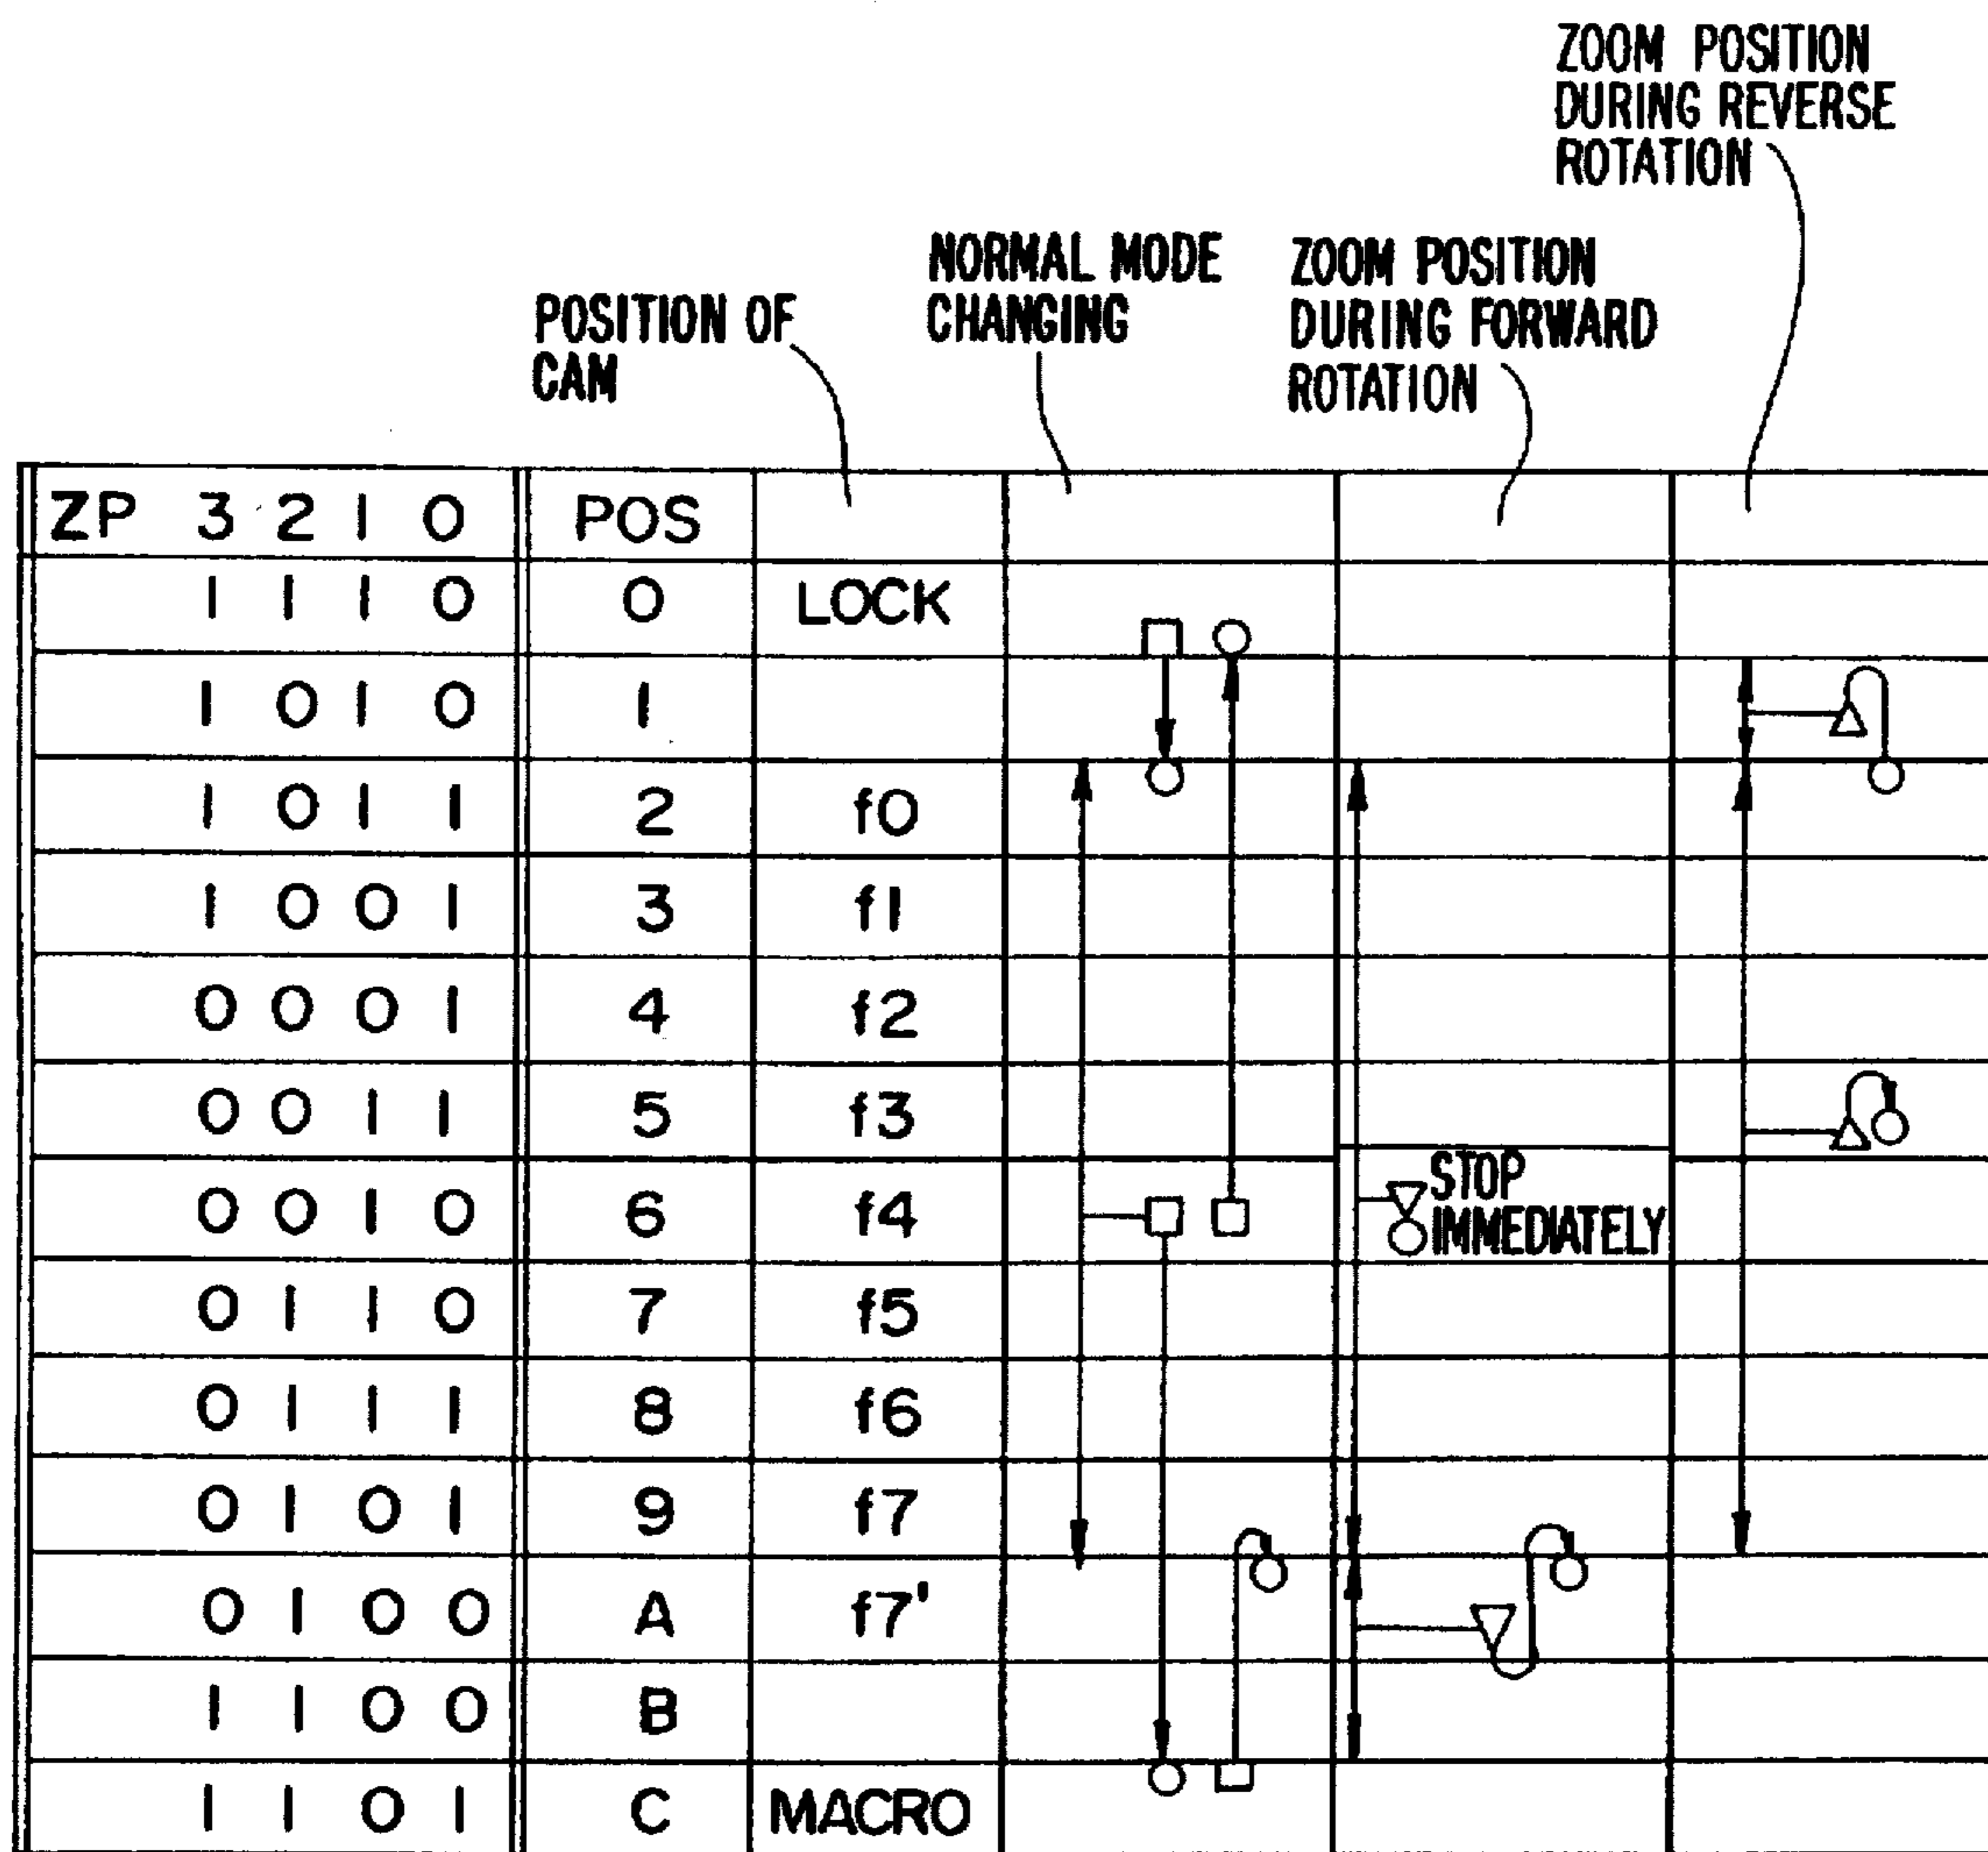 ZOOM POSITION
DURING REVERSE
ROTATION
NORMAL MODE
CHANGING
ZOOM POSITION
DURING FORWARD
ROTATION
POSITION OF
CAM
ZP 3 2 1 0 POS
1 1 1 0 0 LOCK
1 0 1 0 1
1 0 1 1 2 f0
1 0 0 1 3 f1
0 0 0 1 4 f2
0 0 1 1 5 f3
STOP
IMMEDIATELY
0 0 1 0 6 f4
0 1 1 0 7 f5
0 1 1 1 8 f6
0 1 0 1 9 f7
0 1 0 0 A f7'
1 1 0 0 B
1 1 0 1 C MACRO